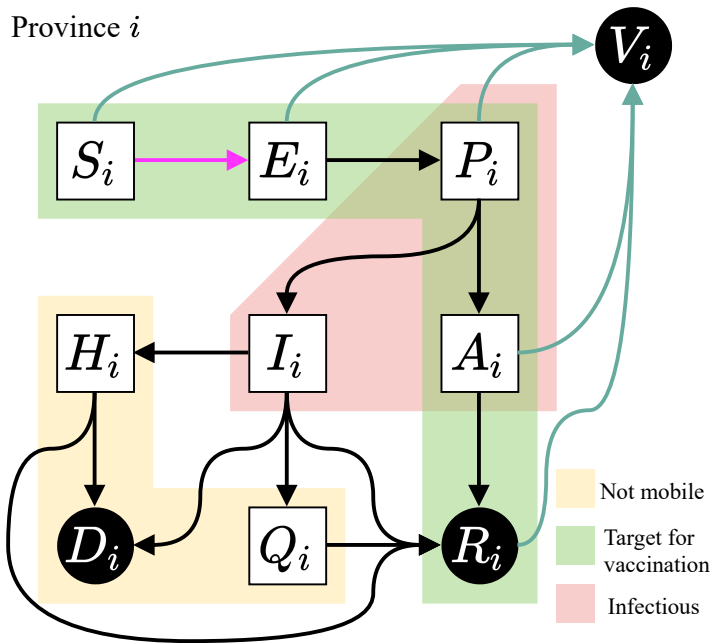 Province i
V_i
S_i E_i P_i
H_i I_i A_i
D_i Q_i R_i
Not mobile
Target for
vaccination
Infectious